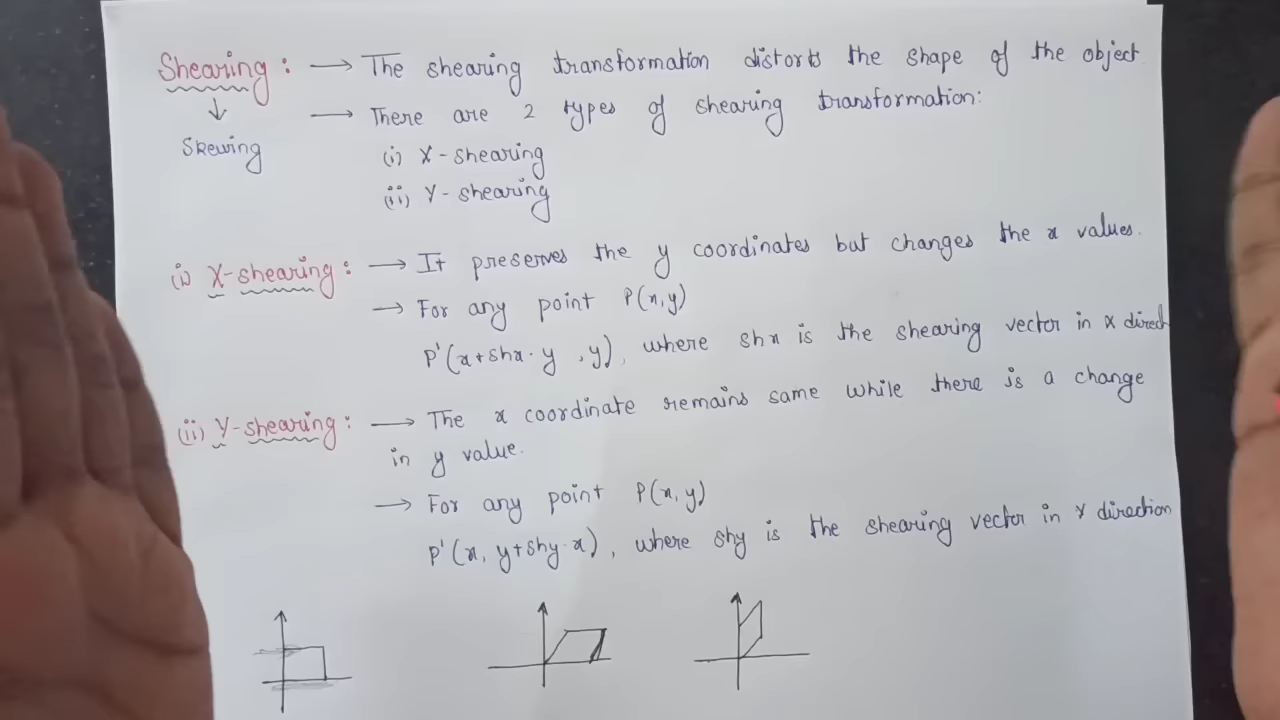 Shearing : → The shearing transformation distorts the shape of the object
↓ → There are 2 types of shearing transformation:
Skewing
(i) X-shearing
(ii) Y-shearing
(i) X-shearing : → It preserves the y coordinates but changes the x values.
→ For any point P(x,y)
P'(x+shx·y ,y), where shx is the shearing vector in X direct
(ii) Y-shearing : → The x coordinate remains same while there is a change
in y value.
→ For any point P(x,y)
P'(x, y+shy·x), where shy is the shearing vector in Y direction